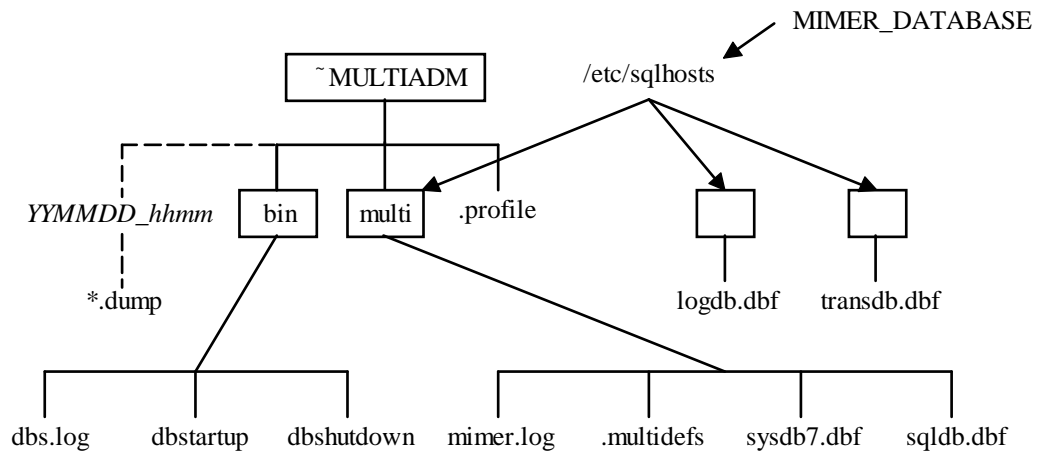 MIMER_DATABASE
~MULTIADM
/etc/sqlhosts
YYMMDD_hhmm
bin
multi
.profile
*.dump
logdb.dbf
transdb.dbf
dbs.log
dbstartup
dbshutdown
mimer.log
.multidefs
sysdb7.dbf
sqldb.dbf